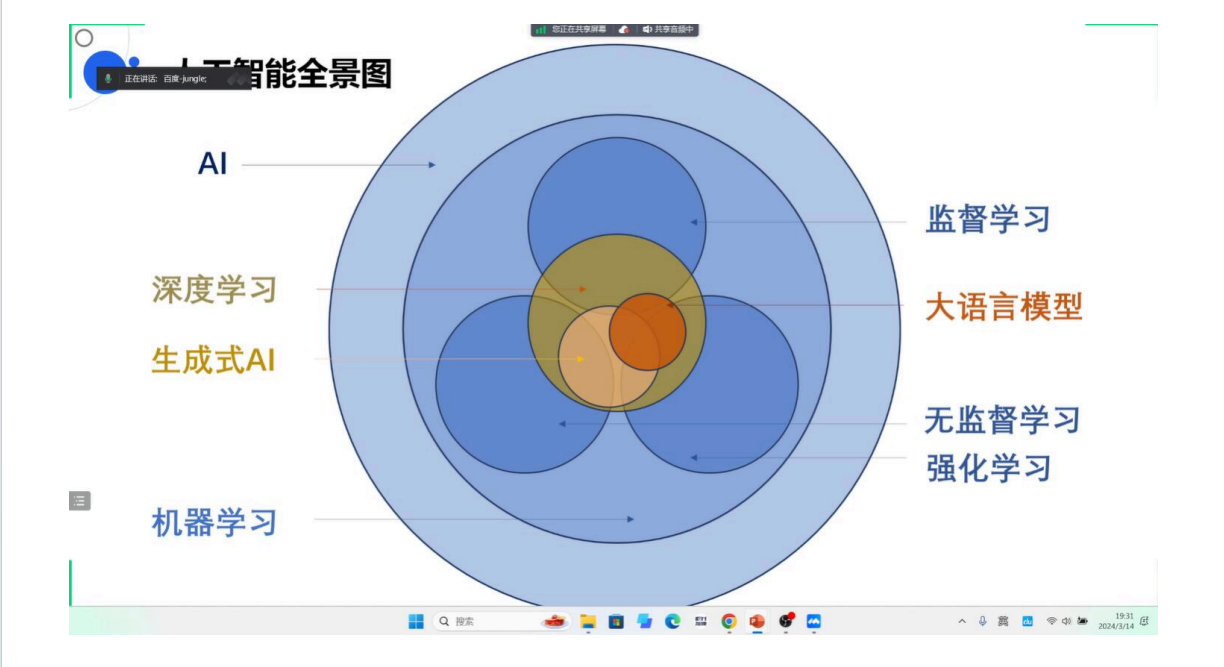 您正在共享屏幕 共享音频中
正在讲话: 百度-jungle;
人工智能全景图
AI
监督学习
深度学习
大语言模型
生成式AI
无监督学习
强化学习
机器学习
搜索
英
du
19:31
2024/3/14